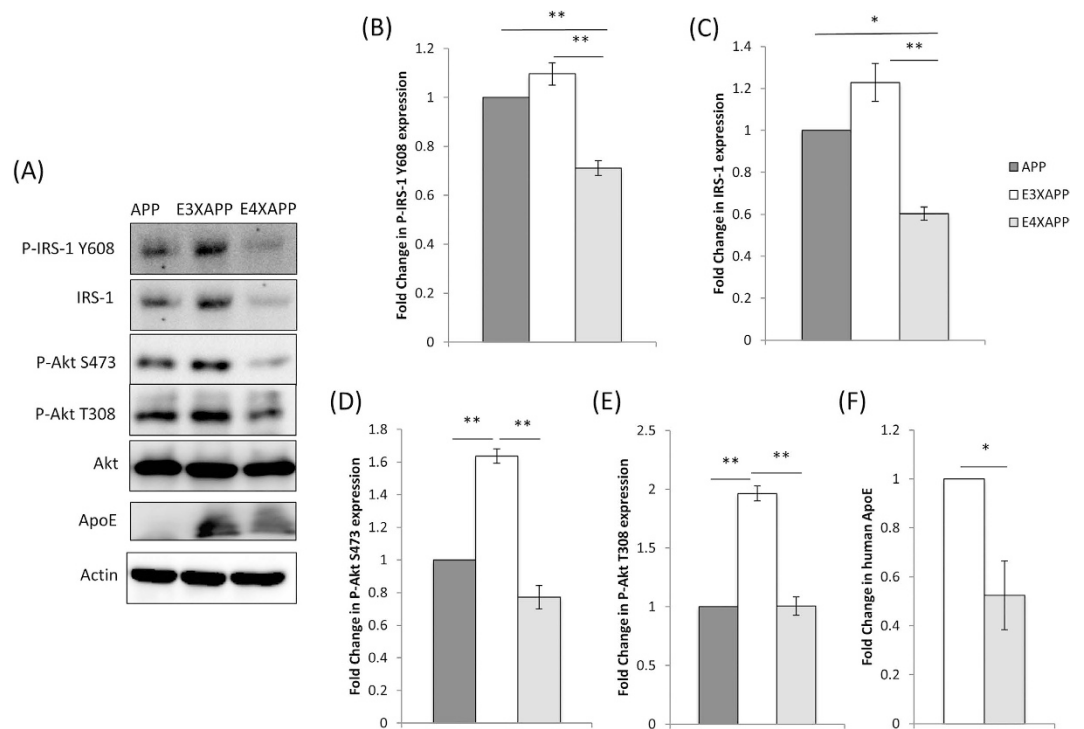 (A)
APP E3XAPP E4XAPP
P-IRS-1 Y608
IRS-1
P-Akt S473
P-Akt T308
Akt
ApoE
Actin
(B)
**
**
Fold Change in P-IRS-1 Y608 expression
1.2
1
0.8
0.6
0.4
0.2
0
(C)
*
**
Fold Change in IRS-1 expression
1.4
1.2
1
0.8
0.6
0.4
0.2
0
APP
E3XAPP
E4XAPP
(D)
** **
Fold Change in P-Akt S473 expression
1.8
1.6
1.4
1.2
1
0.8
0.6
0.4
0.2
0
(E)
** **
Fold Change in P-Akt T308 expression
2.5
2
1.5
1
0.5
0
(F)
*
Fold Change in human ApoE
1
0.8
0.6
0.4
0.2
0